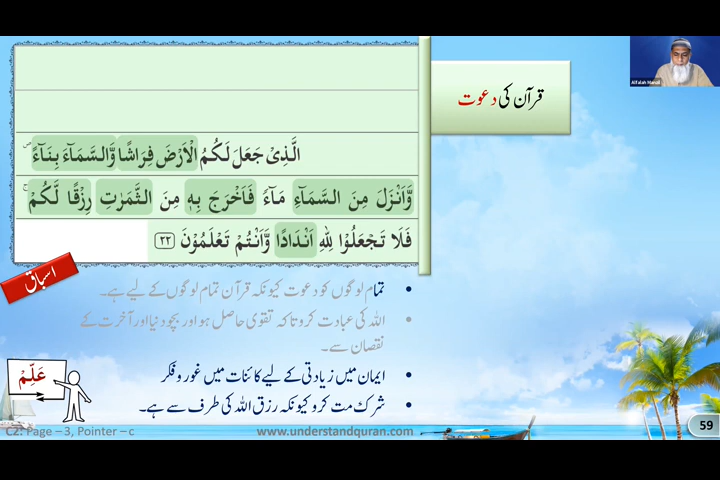 Alfalah Manzil
قرآن کی دعوت
الَّذِىْ جَعَلَ لَكُمُ الْاَرْضَ فِرَاشًا وَّالسَّمَآءَ بِنَآءً
وَّاَنْزَلَ مِنَ السَّمَآءِ مَآءً فَاَخْرَجَ بِهٖ مِنَ الثَّمَرٰتِ رِزْقًا لَّكُمْ
فَلَا تَجْعَلُوْا لِلّٰهِ اَنْدَادًا وَّاَنْتُمْ تَعْلَمُوْنَ ﴿٢٢﴾
اسباق
• تمام لوگوں کو دعوت کیونکہ قرآن تمام لوگوں کے لیے ہے۔
• اللہ کی عبادت کرو تاکہ تقویٰ حاصل ہو اور بچو دنیا اور آخرت کے
نقصان سے۔
• ایمان میں زیادتی کے لیے کائنات میں غور و فکر
• شرک مت کرو کیونکہ رزق اللہ کی طرف سے ہے۔
عَلِّمْ
C2: Page – 3, Pointer – c
www.understandquran.com
59